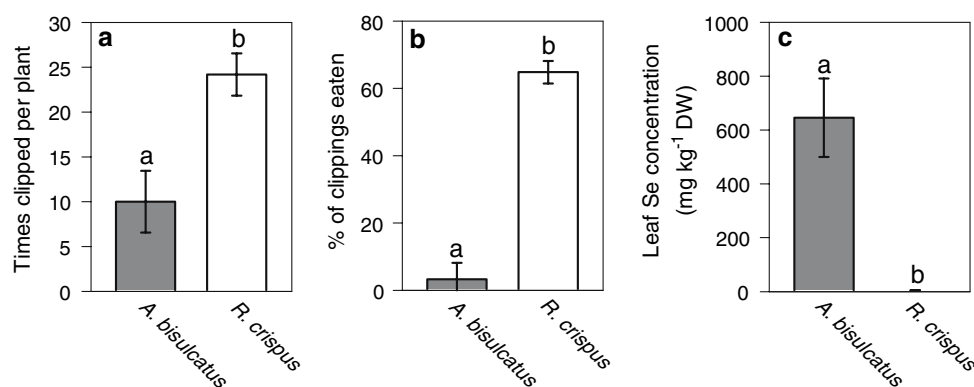 a
Times clipped per plant
30
25
20
15
10
5
0
a
b
A. bisulcatus
R. crispus
b
% of clippings eaten
80
60
40
20
0
a
b
A. bisulcatus
R. crispus
c
Leaf Se concentration
(mg kg⁻¹ DW)
1000
800
600
400
200
0
a
b
A. bisulcatus
R. crispus